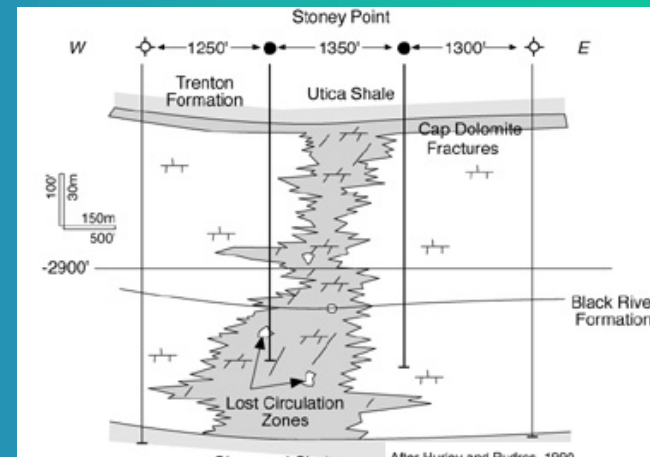 Stoney Point
W 1250' 1350' 1300' E
Trenton
Formation
Utica Shale
Cap Dolomite
Fractures
100'
30m
150m
500'
-2900'
Black River
Formation
Lost Circulation
Zones
After Hurley and Budros, 1990